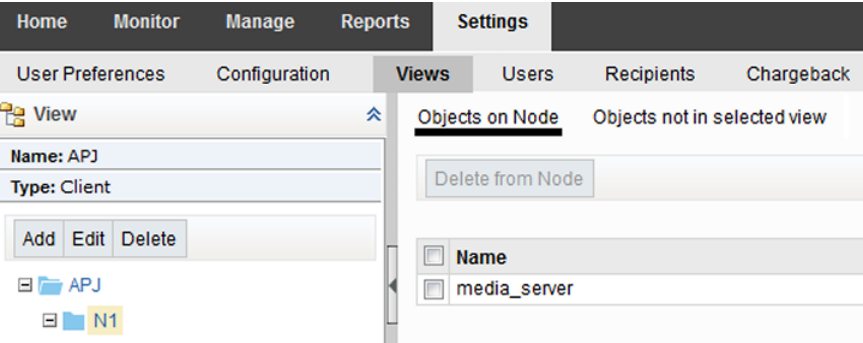 Home Monitor Manage Reports Settings
User Preferences Configuration Views Users Recipients Chargeback
View
Name: APJ
Type: Client
Add Edit Delete
APJ
N1
Objects on Node Objects not in selected view
Delete from Node
Name
media_server